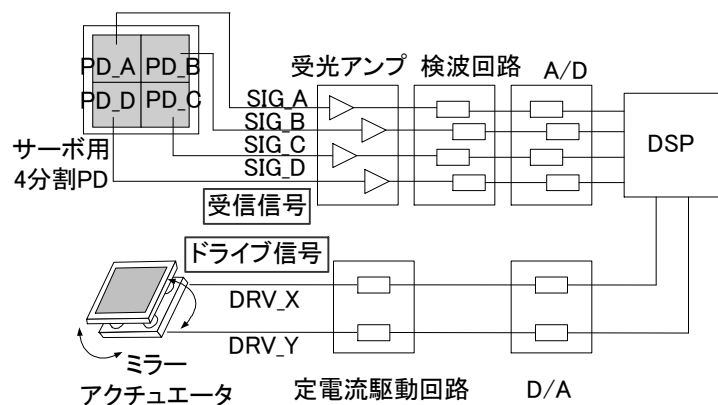 PD_A
PD_B
PD_D
PD_C
サーボ用
4分割PD
SIG_A
SIG_B
SIG_C
SIG_D
受信信号
受光アンプ
検波回路
A/D
DSP
ドライブ信号
DRV_X
DRV_Y
ミラー
アクチュエータ
定電流駆動回路
D/A